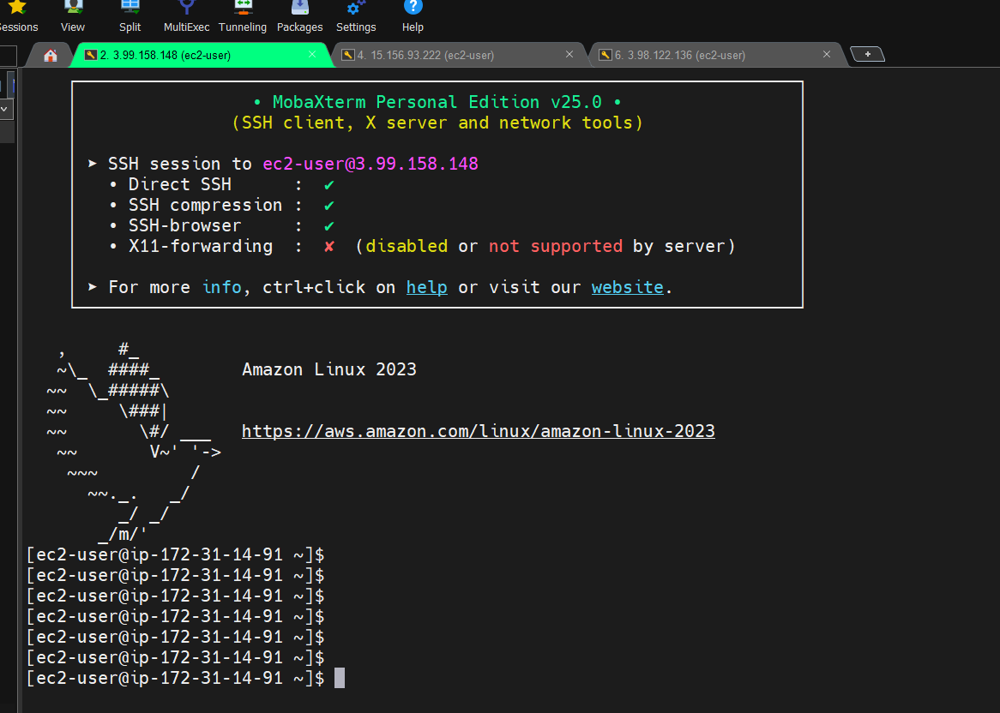 essions View Split MultiExec Tunneling Packages Settings Help
2. 3.99.158.148 (ec2-user) 4. 15.156.93.222 (ec2-user) 6. 3.98.122.136 (ec2-user)
• MobaXterm Personal Edition v25.0 •
(SSH client, X server and network tools)
➤ SSH session to ec2-user@3.99.158.148
• Direct SSH : ✔
• SSH compression : ✔
• SSH-browser : ✔
• X11-forwarding : ✘ (disabled or not supported by server)
➤ For more info, ctrl+click on help or visit our website.
, #_
~\_ ####_ Amazon Linux 2023
~~ \_#####\
~~ \###|
~~ \#/ ___ https://aws.amazon.com/linux/amazon-linux-2023
~~ V~' '->
~~~ /
~~._. _/
_/ _/
_/m/'
[ec2-user@ip-172-31-14-91 ~]$
[ec2-user@ip-172-31-14-91 ~]$
[ec2-user@ip-172-31-14-91 ~]$
[ec2-user@ip-172-31-14-91 ~]$
[ec2-user@ip-172-31-14-91 ~]$
[ec2-user@ip-172-31-14-91 ~]$
[ec2-user@ip-172-31-14-91 ~]$